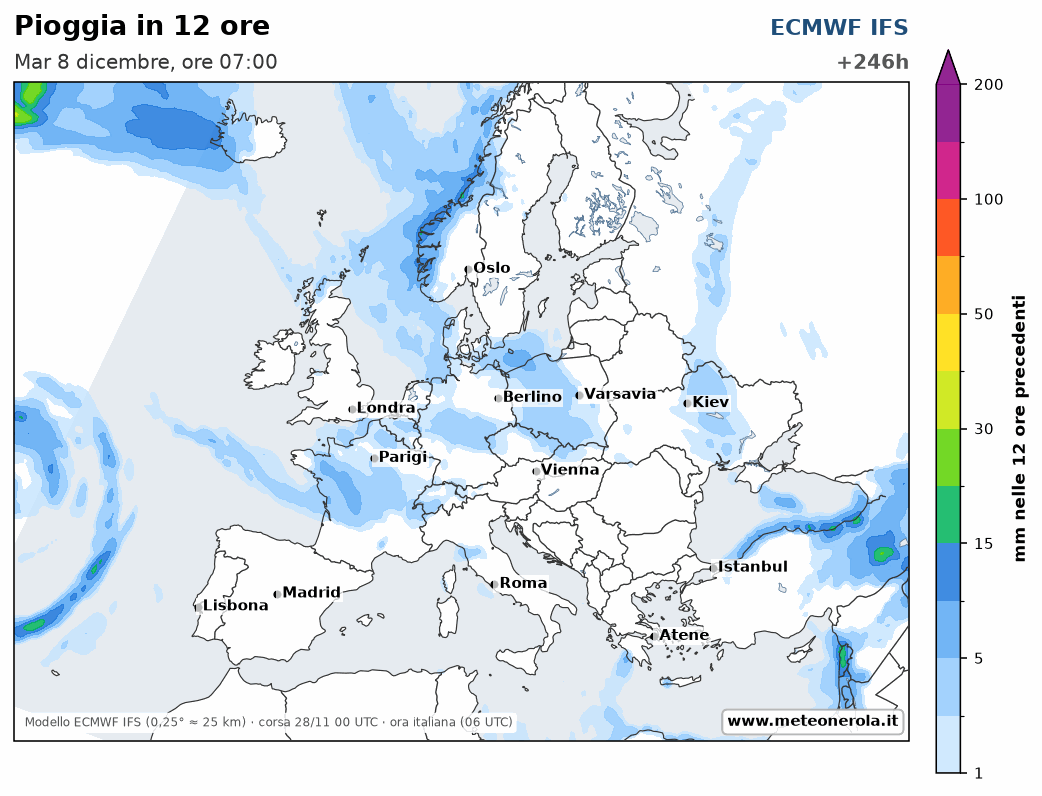 Pioggia in 12 ore
ECMWF IFS
Mar 8 dicembre, ore 07:00
+246h
200
100
50
30
15
5
1
mm nelle 12 ore precedenti
Oslo
Berlino
Varsavia
Kiev
Londra
Parigi
Vienna
Istanbul
Roma
Madrid
Lisbona
Atene
Modello ECMWF IFS (0,25° ≈ 25 km) · corsa 28/11 00 UTC · ora italiana (06 UTC)
www.meteonerola.it